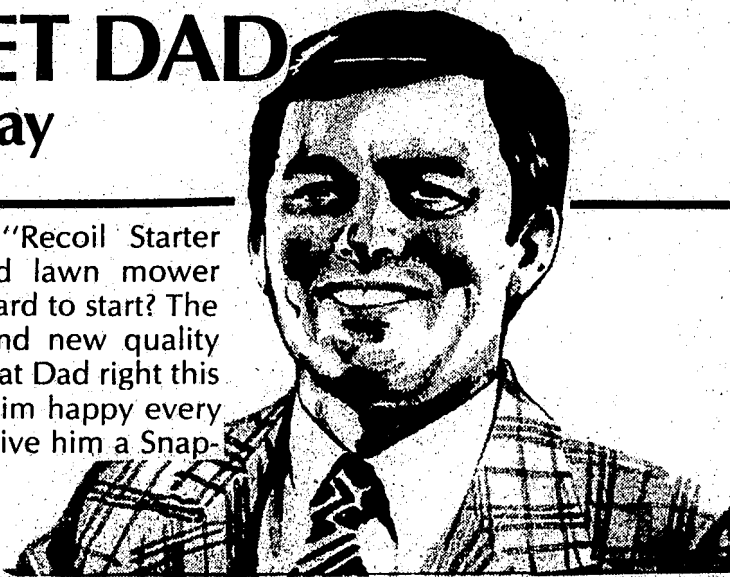 ET DAD
ay
"Recoil Starter
d lawn mower
ard to start? The
nd new quality
at Dad right this
im happy every
ive him a Snap-